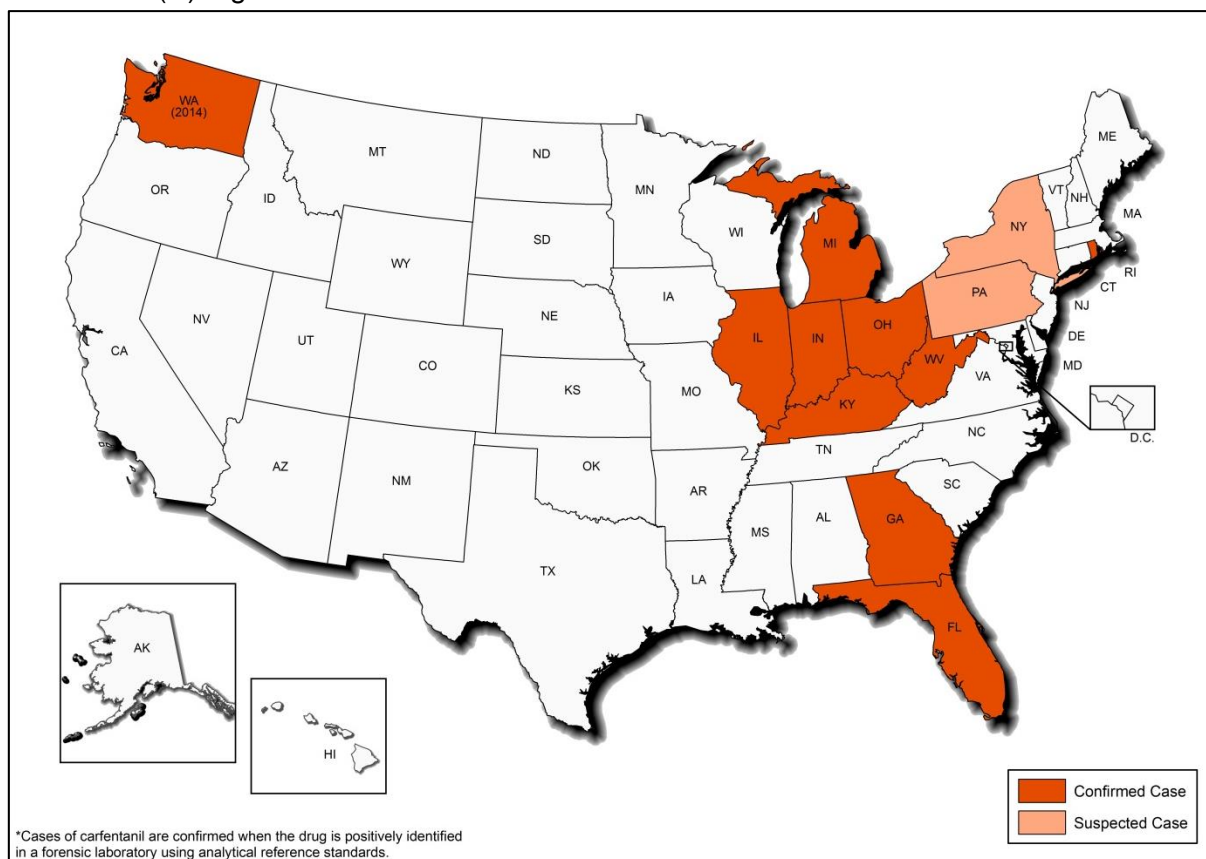 WA
(2014)
MT
ND
MN
ME
OR
ID
WI
VT
NH
NY
MA
SD
MI
WY
RI
IA
PA
CT
NE
NJ
NV
IL
IN
OH
DE
UT
WV
MD
CA
CO
VA
KS
MO
KY
D.C.
NC
TN
AZ
OK
NM
AR
SC
MS
AL
GA
TX
LA
FL
AK
HI
Confirmed Case
Suspected Case
*Cases of carfentanil are confirmed when the drug is positively identified
in a forensic laboratory using analytical reference standards.